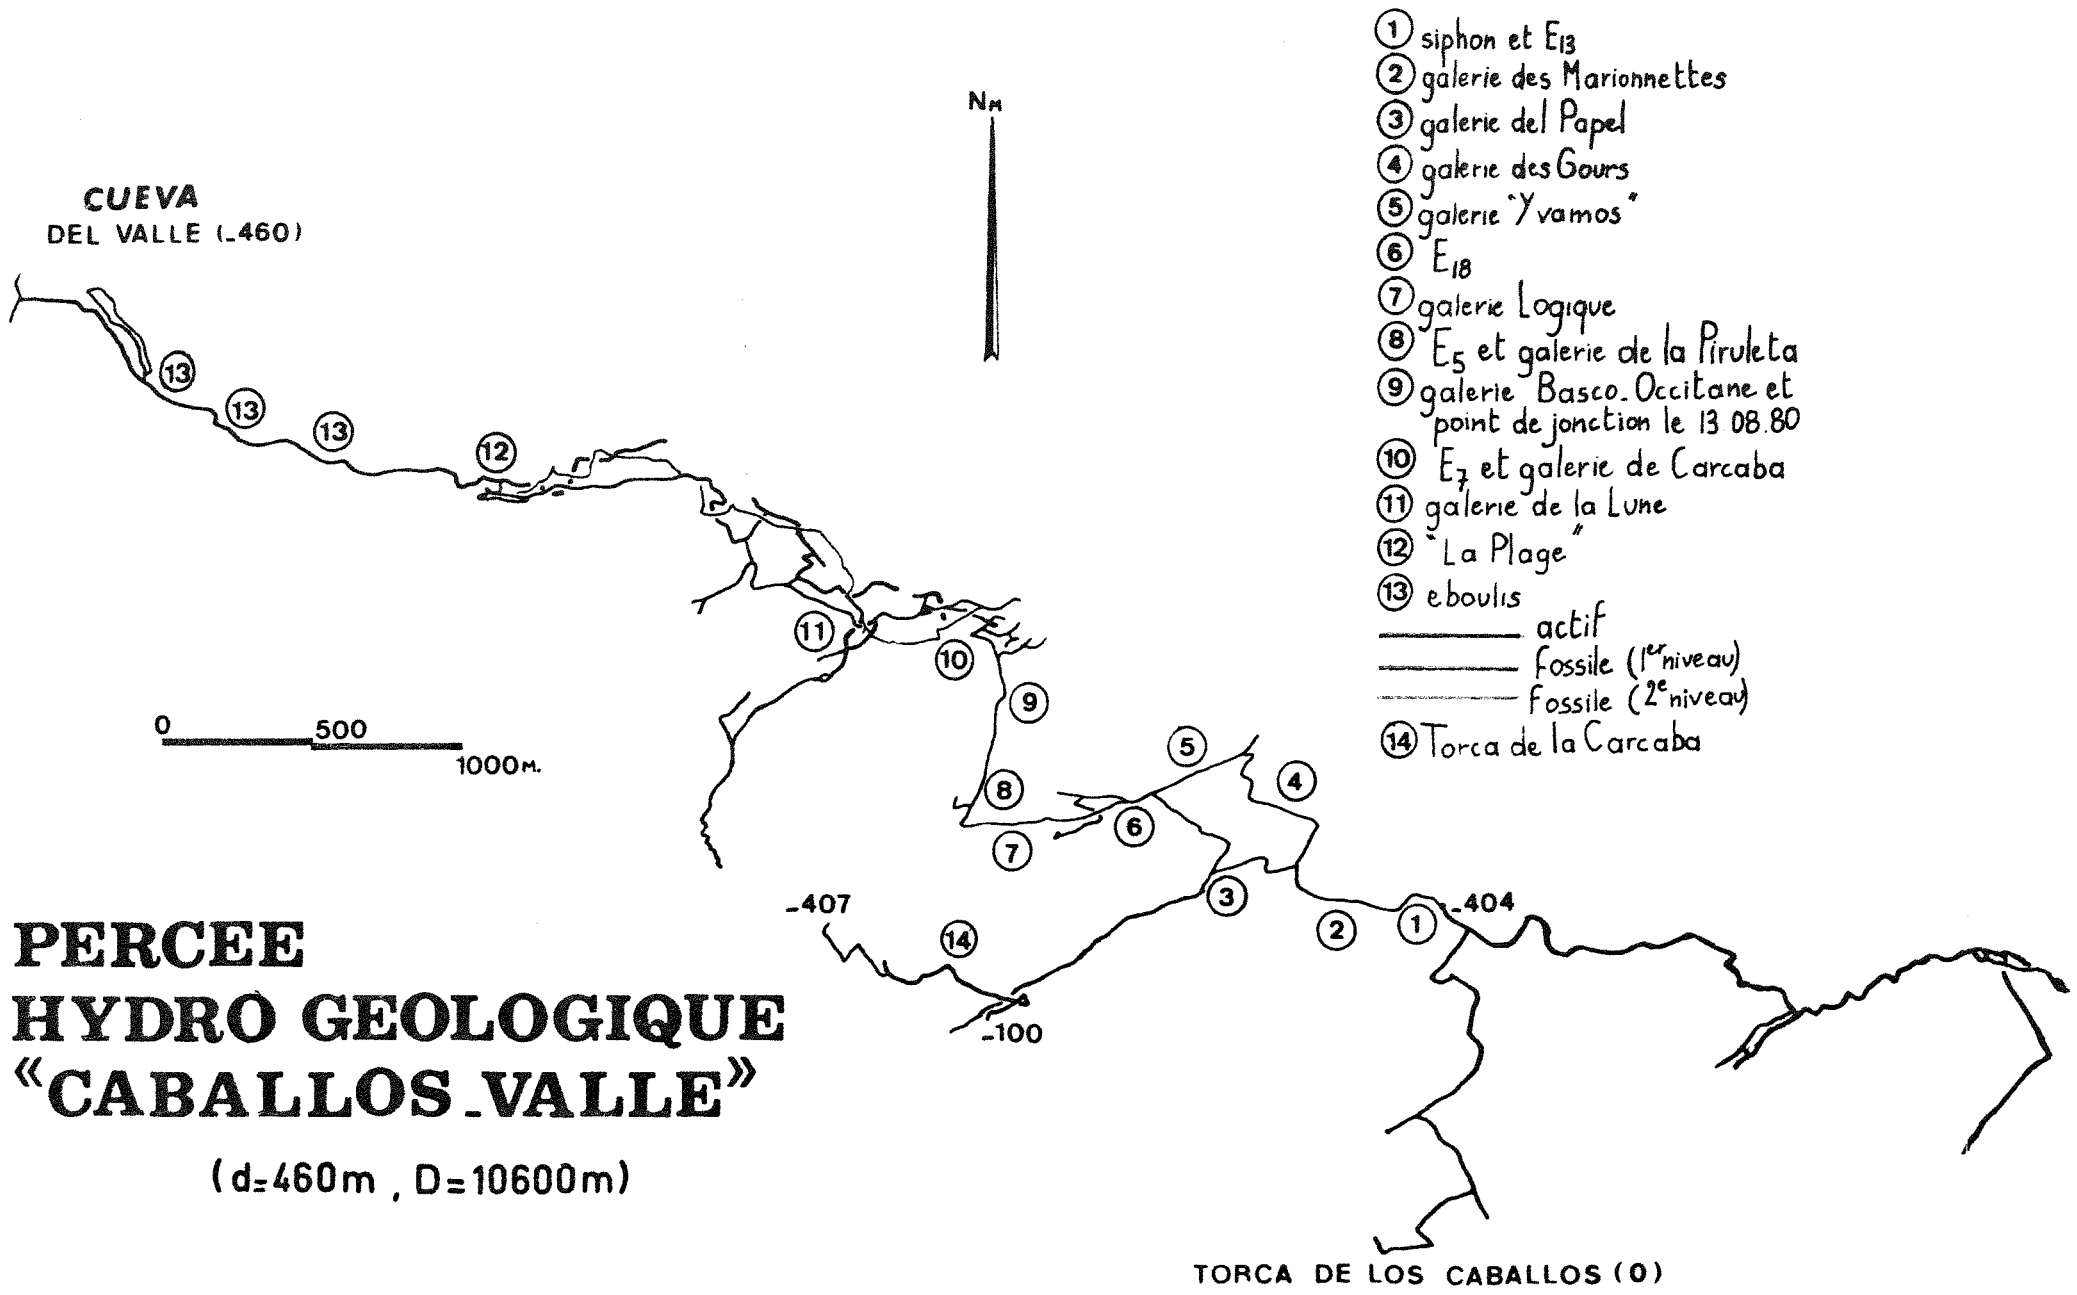 ① siphon et E13
② galerie des Marionnettes
③ galerie del Papel
④ galerie des Gours
⑤ galerie "Y vamos"
⑥ E18
⑦ galerie Logique
⑧ E5 et galerie de la Piruleta
⑨ galerie Basco-Occitane et
point de jonction le 13.08.80
⑩ E7 et galerie de Carcaba
⑪ galerie de la Lune
⑫ "La Plage"
⑬ eboulis
actif
fossile (1er niveau)
fossile (2e niveau)
⑭ Torca de la Carcaba
NM
CUEVA
DEL VALLE (-460)
13
13
13
12
11
10
9
8
7
6
5
4
3
2
1
14
0
500
1000M.
-407
-404
-100
PERCEE
HYDRO GEOLOGIQUE
«CABALLOS-VALLE»
(d=460m , D=10600m)
TORCA DE LOS CABALLOS (0)